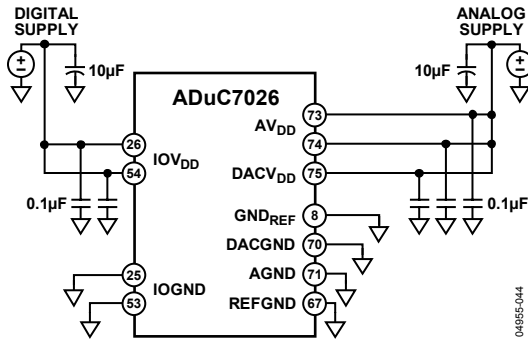 DIGITAL
SUPPLY
ANALOG
SUPPLY
+
−
10µF
10µF
+
−
ADuC7026
26
54
IOVDD
0.1µF
25
53
IOGND
AVDD
73
74
DACVDD
75
0.1µF
GNDREF
8
DACGND
70
AGND
71
REFGND
67
04955-044